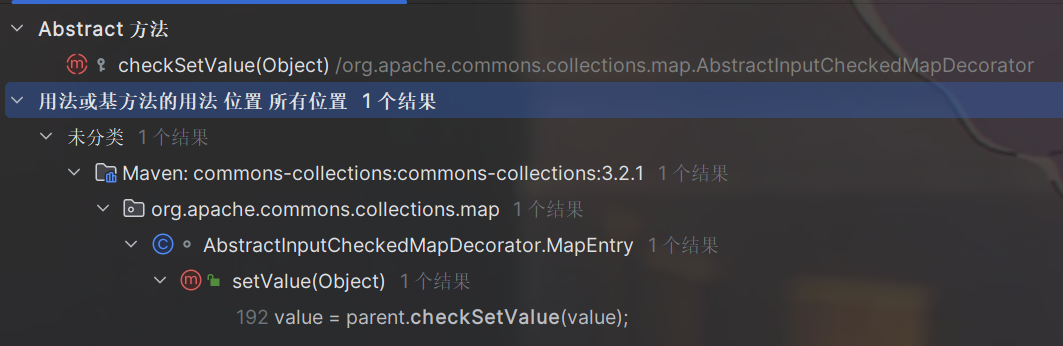 Abstract 方法
checkSetValue(Object) /org.apache.commons.collections.map.AbstractInputCheckedMapDecorator
用法或基方法的用法 位置 所有位置 1 个结果
未分类 1 个结果
Maven: commons-collections:commons-collections:3.2.1 1 个结果
org.apache.commons.collections.map 1 个结果
AbstractInputCheckedMapDecorator.MapEntry 1 个结果
setValue(Object) 1 个结果
192 value = parent.checkSetValue(value);